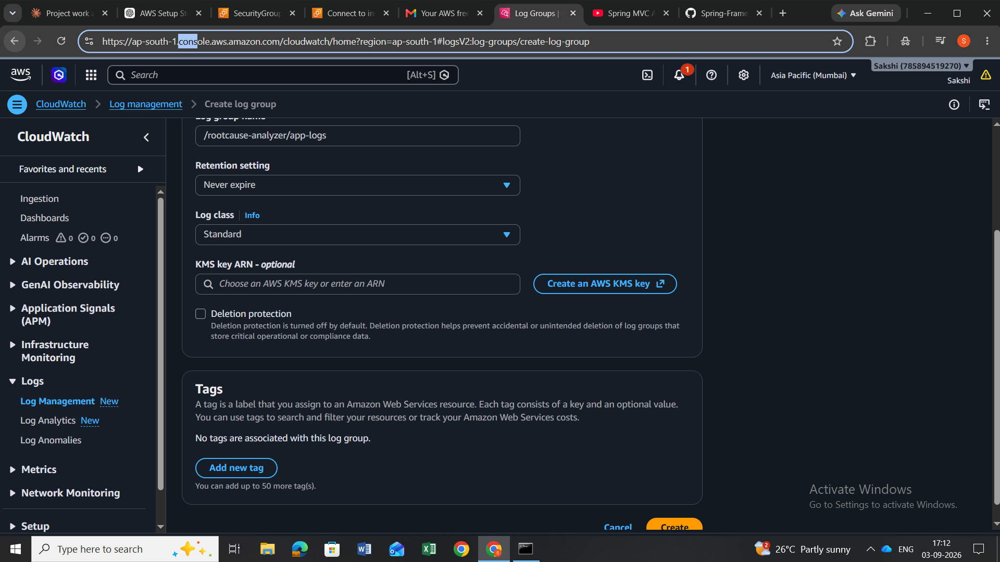 Project work a
AWS Setup St
SecurityGroup
Connect to in
Your AWS free
Log Groups |
Spring MVC A
Spring-Frame
Ask Gemini
https://ap-south-1.console.aws.amazon.com/cloudwatch/home?region=ap-south-1#logsV2:log-groups/create-log-group
S
aws
Search
[Alt+S]
1
Asia Pacific (Mumbai)
Sakshi (785894519270)
Sakshi
CloudWatch
Log management
Create log group
CloudWatch
Favorites and recents
Ingestion
Dashboards
Alarms 0 0 0
AI Operations
GenAI Observability
Application Signals
(APM)
Infrastructure
Monitoring
Logs
Log Management New
Log Analytics New
Log Anomalies
Metrics
Network Monitoring
Setup
Log group name
/rootcause-analyzer/app-logs
Retention setting
Never expire
Log class
Info
Standard
KMS key ARN - optional
Choose an AWS KMS key or enter an ARN
Create an AWS KMS key
Deletion protection
Deletion protection is turned off by default. Deletion protection helps prevent accidental or unintended deletion of log groups that
store critical operational or compliance data.
Tags
A tag is a label that you assign to an Amazon Web Services resource. Each tag consists of a key and an optional value.
You can use tags to search and filter your resources or track your Amazon Web Services costs.
No tags are associated with this log group.
Add new tag
You can add up to 50 more tag(s).
Cancel
Create
Activate Windows
Go to Settings to activate Windows.
Type here to search
2
26°C Partly sunny
ENG
17:12
03-09-2026